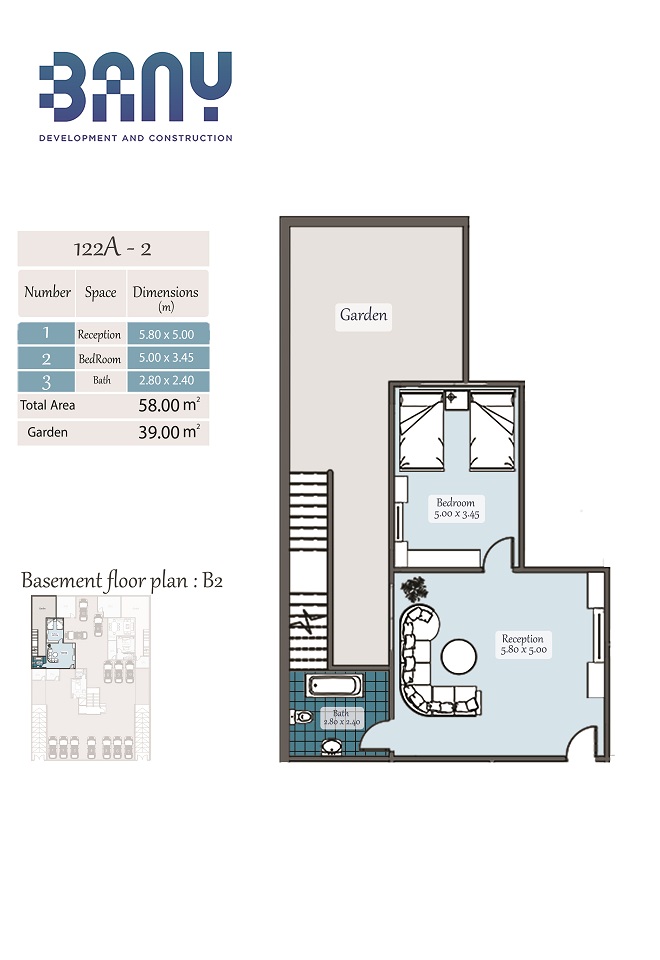 BANY
DEVELOPMENT AND CONSTRUCTION
122A - 2
Number Space Dimensions
(m)
1 Reception 5.80 x 5.00
2 BedRoom 5.00 x 3.45
3 Bath 2.80 x 2.40
Total Area 58.00 m²
Garden 39.00 m²
Basement floor plan : B2
Garden
Bedroom
5.00 x 3.45
Reception
5.80 x 5.00
Bath
2.80 x 2.40